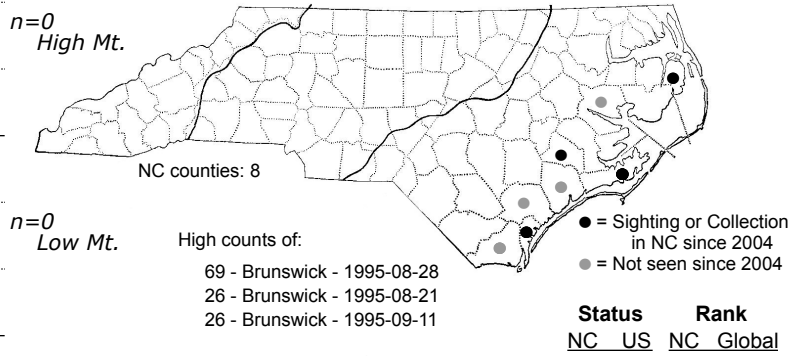 n=0
High Mt.
NC counties: 8
n=0
Low Mt.
High counts of:
69 - Brunswick - 1995-08-28
26 - Brunswick - 1995-08-21
26 - Brunswick - 1995-09-11
= Sighting or Collection
in NC since 2004
= Not seen since 2004
Status Rank
NC US NC Global